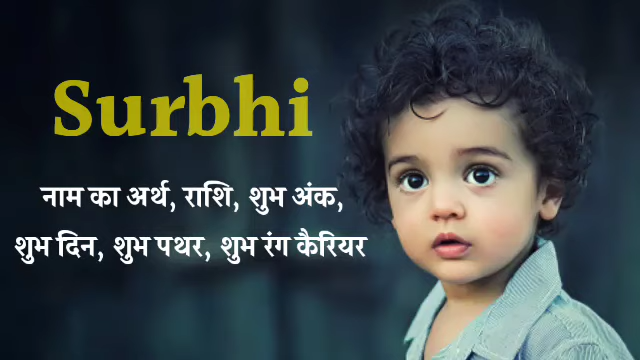 Surbhi
नाम का अर्थ, राशि, शुभ अंक,
शुभ दिन, शुभ पथर, शुभ रंग कैरियर